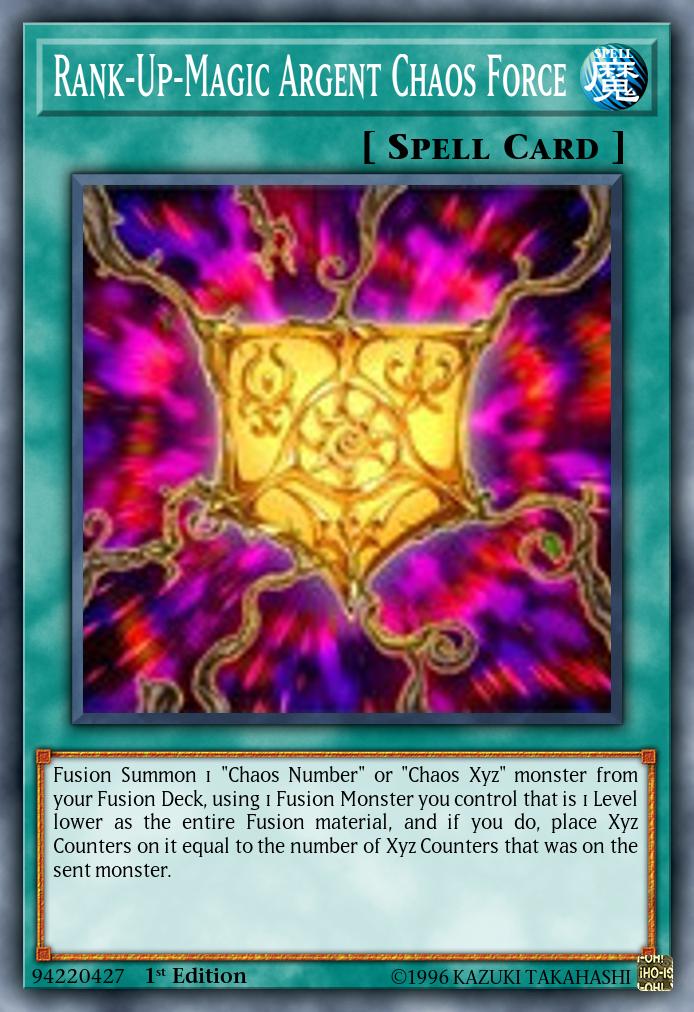 Rank-Up-Magic Argent Chaos Force
SPELL
魔
[ Spell Card ]
Fusion Summon 1 "Chaos Number" or "Chaos Xyz" monster from
your Fusion Deck, using 1 Fusion Monster you control that is 1 Level
lower as the entire Fusion material, and if you do, place Xyz
Counters on it equal to the number of Xyz Counters that was on the
sent monster.
94220427 1st Edition ©1996 KAZUKI TAKAHASHI